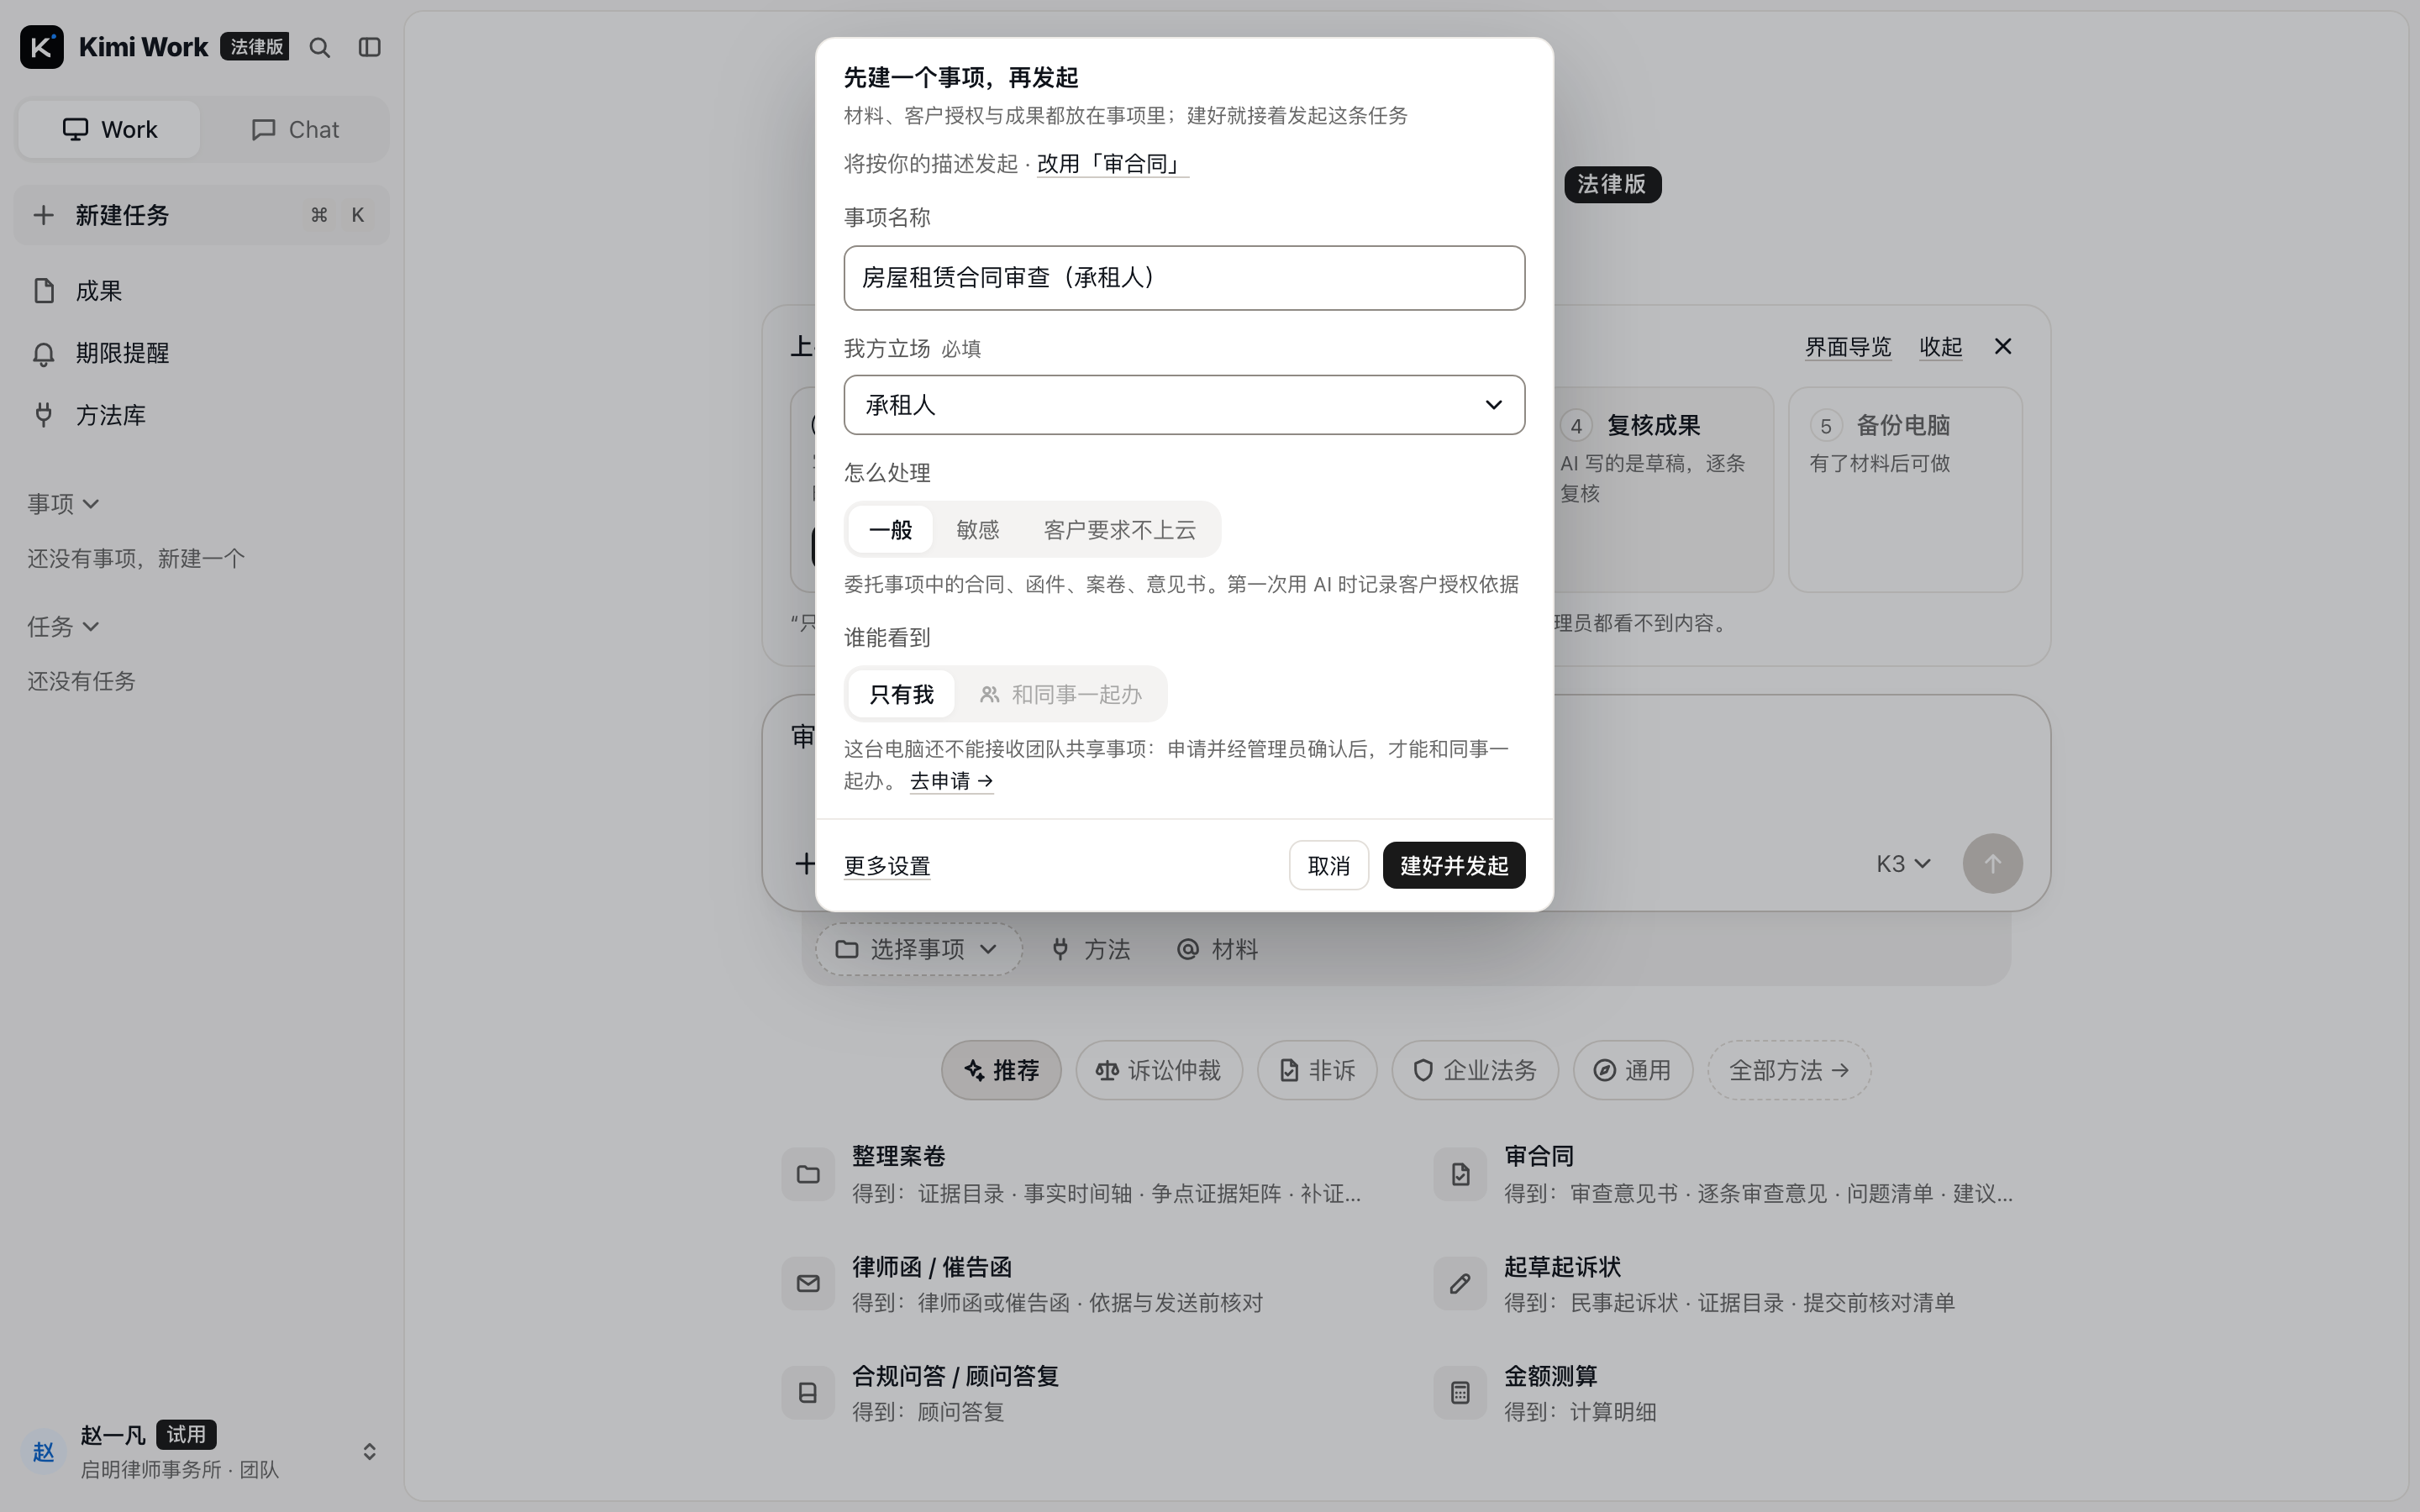 Kimi Work 法律版
Work
Chat
新建任务 ⌘ K
成果
期限提醒
方法库
事项
还没有事项，新建一个
任务
还没有任务
赵
赵一凡 试用
启明律师事务所 · 团队
法律版
界面导览 收起
4 复核成果
AI 写的是草稿，逐条
复核
5 备份电脑
有了材料后可做
理员都看不到内容。
先建一个事项，再发起
材料、客户授权与成果都放在事项里；建好就接着发起这条任务
将按你的描述发起 · 改用「审合同」
事项名称
房屋租赁合同审查（承租人）
我方立场 必填
承租人
怎么处理
一般 敏感 客户要求不上云
委托事项中的合同、函件、案卷、意见书。第一次用 AI 时记录客户授权依据
谁能看到
只有我 和同事一起办
这台电脑还不能接收团队共享事项：申请并经管理员确认后，才能和同事一
起办。 去申请 →
更多设置 取消 建好并发起
上
“只
审
K3
选择事项 方法 材料
推荐 诉讼仲裁 非诉 企业法务 通用 全部方法 →
整理案卷
得到：证据目录 · 事实时间轴 · 争点证据矩阵 · 补证...
审合同
得到：审查意见书 · 逐条审查意见 · 问题清单 · 建议...
律师函 / 催告函
得到：律师函或催告函 · 依据与发送前核对
起草起诉状
得到：民事起诉状 · 证据目录 · 提交前核对清单
合规问答 / 顾问答复
得到：顾问答复
金额测算
得到：计算明细